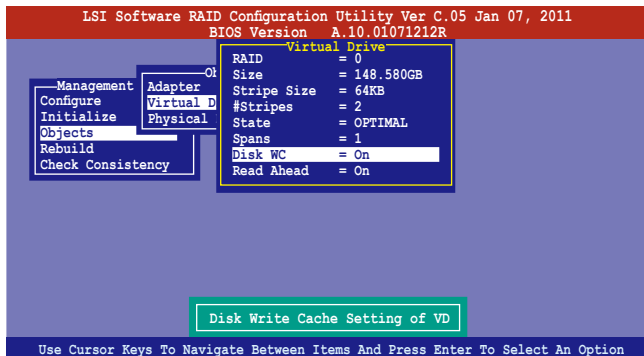 LSI Software RAID Configuration Utility Ver C.05 Jan 07, 2011
BIOS Version A.10.01071212R
Management
Configure
Initialize
Objects
Rebuild
Check Consistency
Adapter
Virtual D
Physical
Virtual Drive
RAID = 0
Size = 148.580GB
Stripe Size = 64KB
#Stripes = 2
State = OPTIMAL
Spans = 1
Disk WC = On
Read Ahead = On
Disk Write Cache Setting of VD
Use Cursor Keys To Navigate Between Items And Press Enter To Select An Option